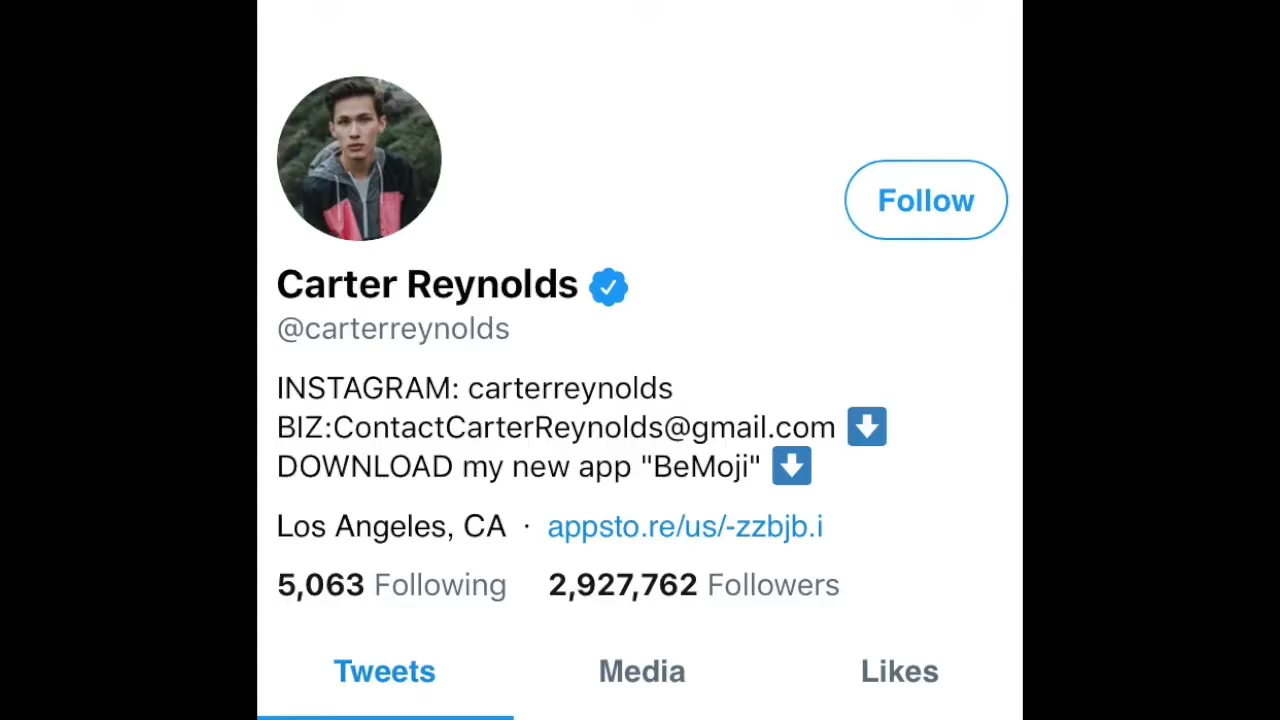 Follow
Carter Reynolds
@carterreynolds
INSTAGRAM: carterreynolds
BIZ:ContactCarterReynolds@gmail.com
DOWNLOAD my new app "BeMoji"
Los Angeles, CA · appsto.re/us/-zzbjb.i
5,063 Following 2,927,762 Followers
Tweets Media Likes